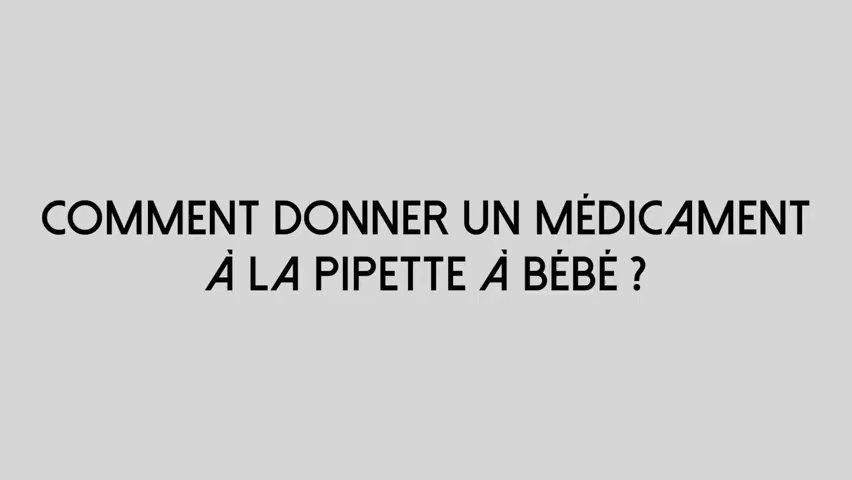 COMMENT DONNER UN MÉDICAMENT
À LA PIPETTE À BÉBÉ ?